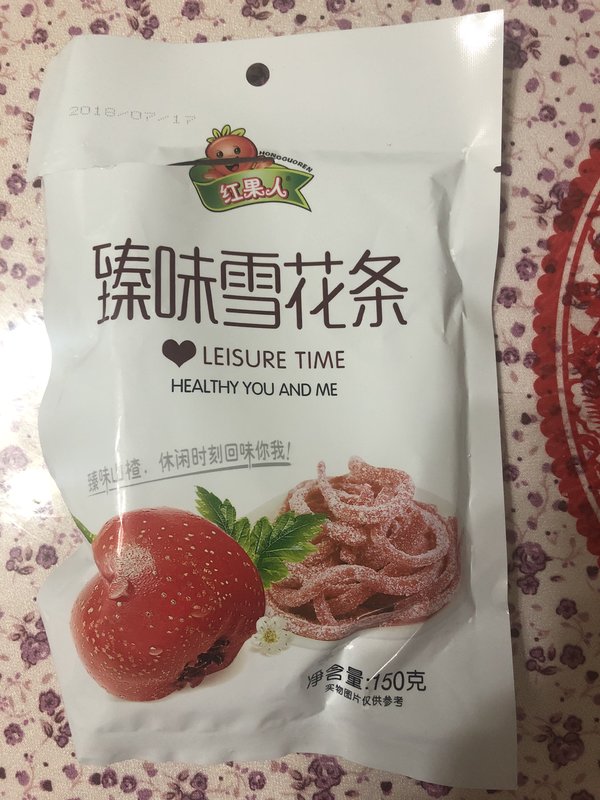 2018/07/17
HONGGUOREN
红果人®
臻味雪花条
LEISURE TIME
HEALTHY YOU AND ME
臻味山楂，休闲时刻回味你我！
净含量:150克
实物图片仅供参考